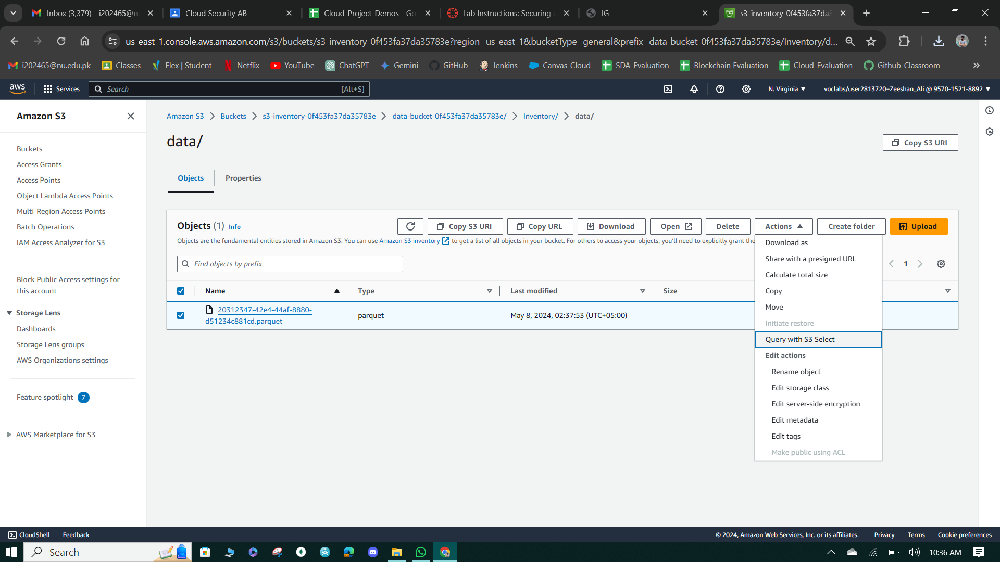 Inbox (3,379) - i202465@n
Cloud Security AB
Cloud-Project-Demos - Go
Lab Instructions: Securing a
IG
s3-inventory-0f453fa37da3
us-east-1.console.aws.amazon.com/s3/buckets/s3-inventory-0f453fa37da35783e?region=us-east-1&bucketType=general&prefix=data-bucket-0f453fa37da35783e/Inventory/d...
i202465@nu.edu.pk
Classes
Flex | Student
Netflix
YouTube
ChatGPT
Gemini
GitHub
Jenkins
Canvas-Cloud
SDA-Evaluation
Blockchain Evaluation
Cloud-Evaluation
Github-Classroom
aws
Services
Search
[Alt+S]
N. Virginia
voclabs/user2813720=Zeeshan_Ali @ 9570-1521-8892
Amazon S3
Buckets
Access Grants
Access Points
Object Lambda Access Points
Multi-Region Access Points
Batch Operations
IAM Access Analyzer for S3
Block Public Access settings for
this account
Storage Lens
Dashboards
Storage Lens groups
AWS Organizations settings
Feature spotlight 7
AWS Marketplace for S3
Amazon S3
Buckets
s3-inventory-0f453fa37da35783e
data-bucket-0f453fa37da35783e/
Inventory/
data/
data/
Copy S3 URI
Objects
Properties
Objects (1) Info
Copy S3 URI
Copy URL
Download
Open
Delete
Actions
Create folder
Upload
Objects are the fundamental entities stored in Amazon S3. You can use Amazon S3 inventory to get a list of all objects in your bucket. For others to access your objects, you'll need to explicitly grant the
Find objects by prefix
1
Name
Type
Last modified
Size
20312347-42e4-44af-8880-
d51234c881cd.parquet
parquet
May 8, 2024, 02:37:53 (UTC+05:00)
Download as
Share with a presigned URL
Calculate total size
Copy
Move
Initiate restore
Query with S3 Select
Edit actions
Rename object
Edit storage class
Edit server-side encryption
Edit metadata
Edit tags
Make public using ACL
CloudShell
Feedback
© 2024, Amazon Web Services, Inc. or its affiliates.
Privacy
Terms
Cookie preferences
Search
10:36 AM